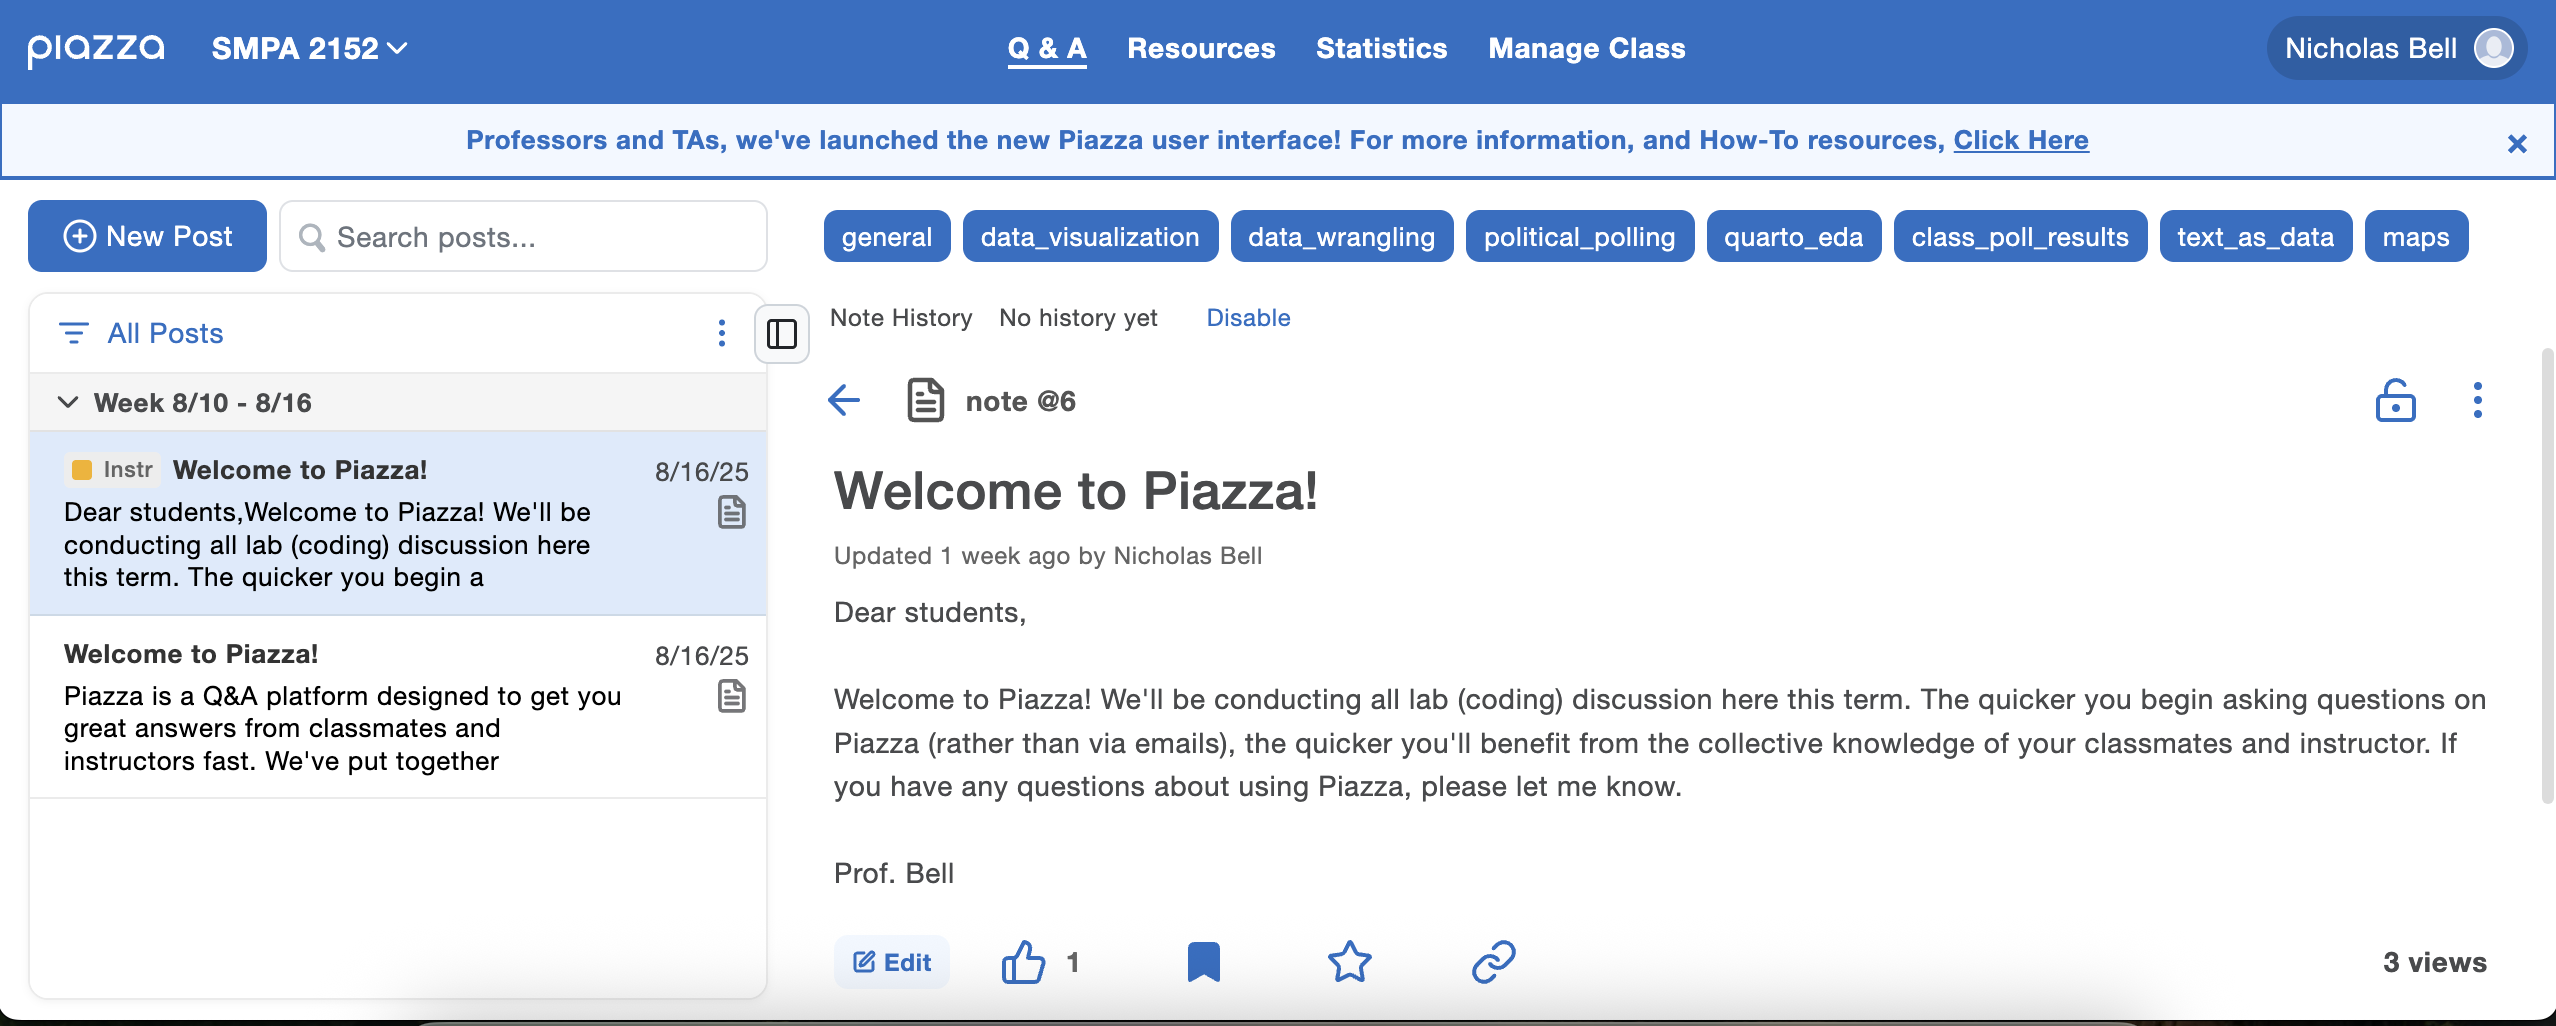 piazza
SMPA 2152
Q & A
Resources
Statistics
Manage Class
Nicholas Bell
Professors and TAs, we've launched the new Piazza user interface! For more information, and How-To resources, Click Here
New Post
Search posts...
general
data_visualization
data_wrangling
political_polling
quarto_eda
class_poll_results
text_as_data
maps
All Posts
Week 8/10 - 8/16
Instr Welcome to Piazza! 8/16/25
Dear students,Welcome to Piazza! We'll be
conducting all lab (coding) discussion here
this term. The quicker you begin a
Welcome to Piazza! 8/16/25
Piazza is a Q&A platform designed to get you
great answers from classmates and
instructors fast. We've put together
Note History No history yet Disable
note @6
Welcome to Piazza!
Updated 1 week ago by Nicholas Bell
Dear students,
Welcome to Piazza! We'll be conducting all lab (coding) discussion here this term. The quicker you begin asking questions on
Piazza (rather than via emails), the quicker you'll benefit from the collective knowledge of your classmates and instructor. If
you have any questions about using Piazza, please let me know.
Prof. Bell
Edit
1
3 views